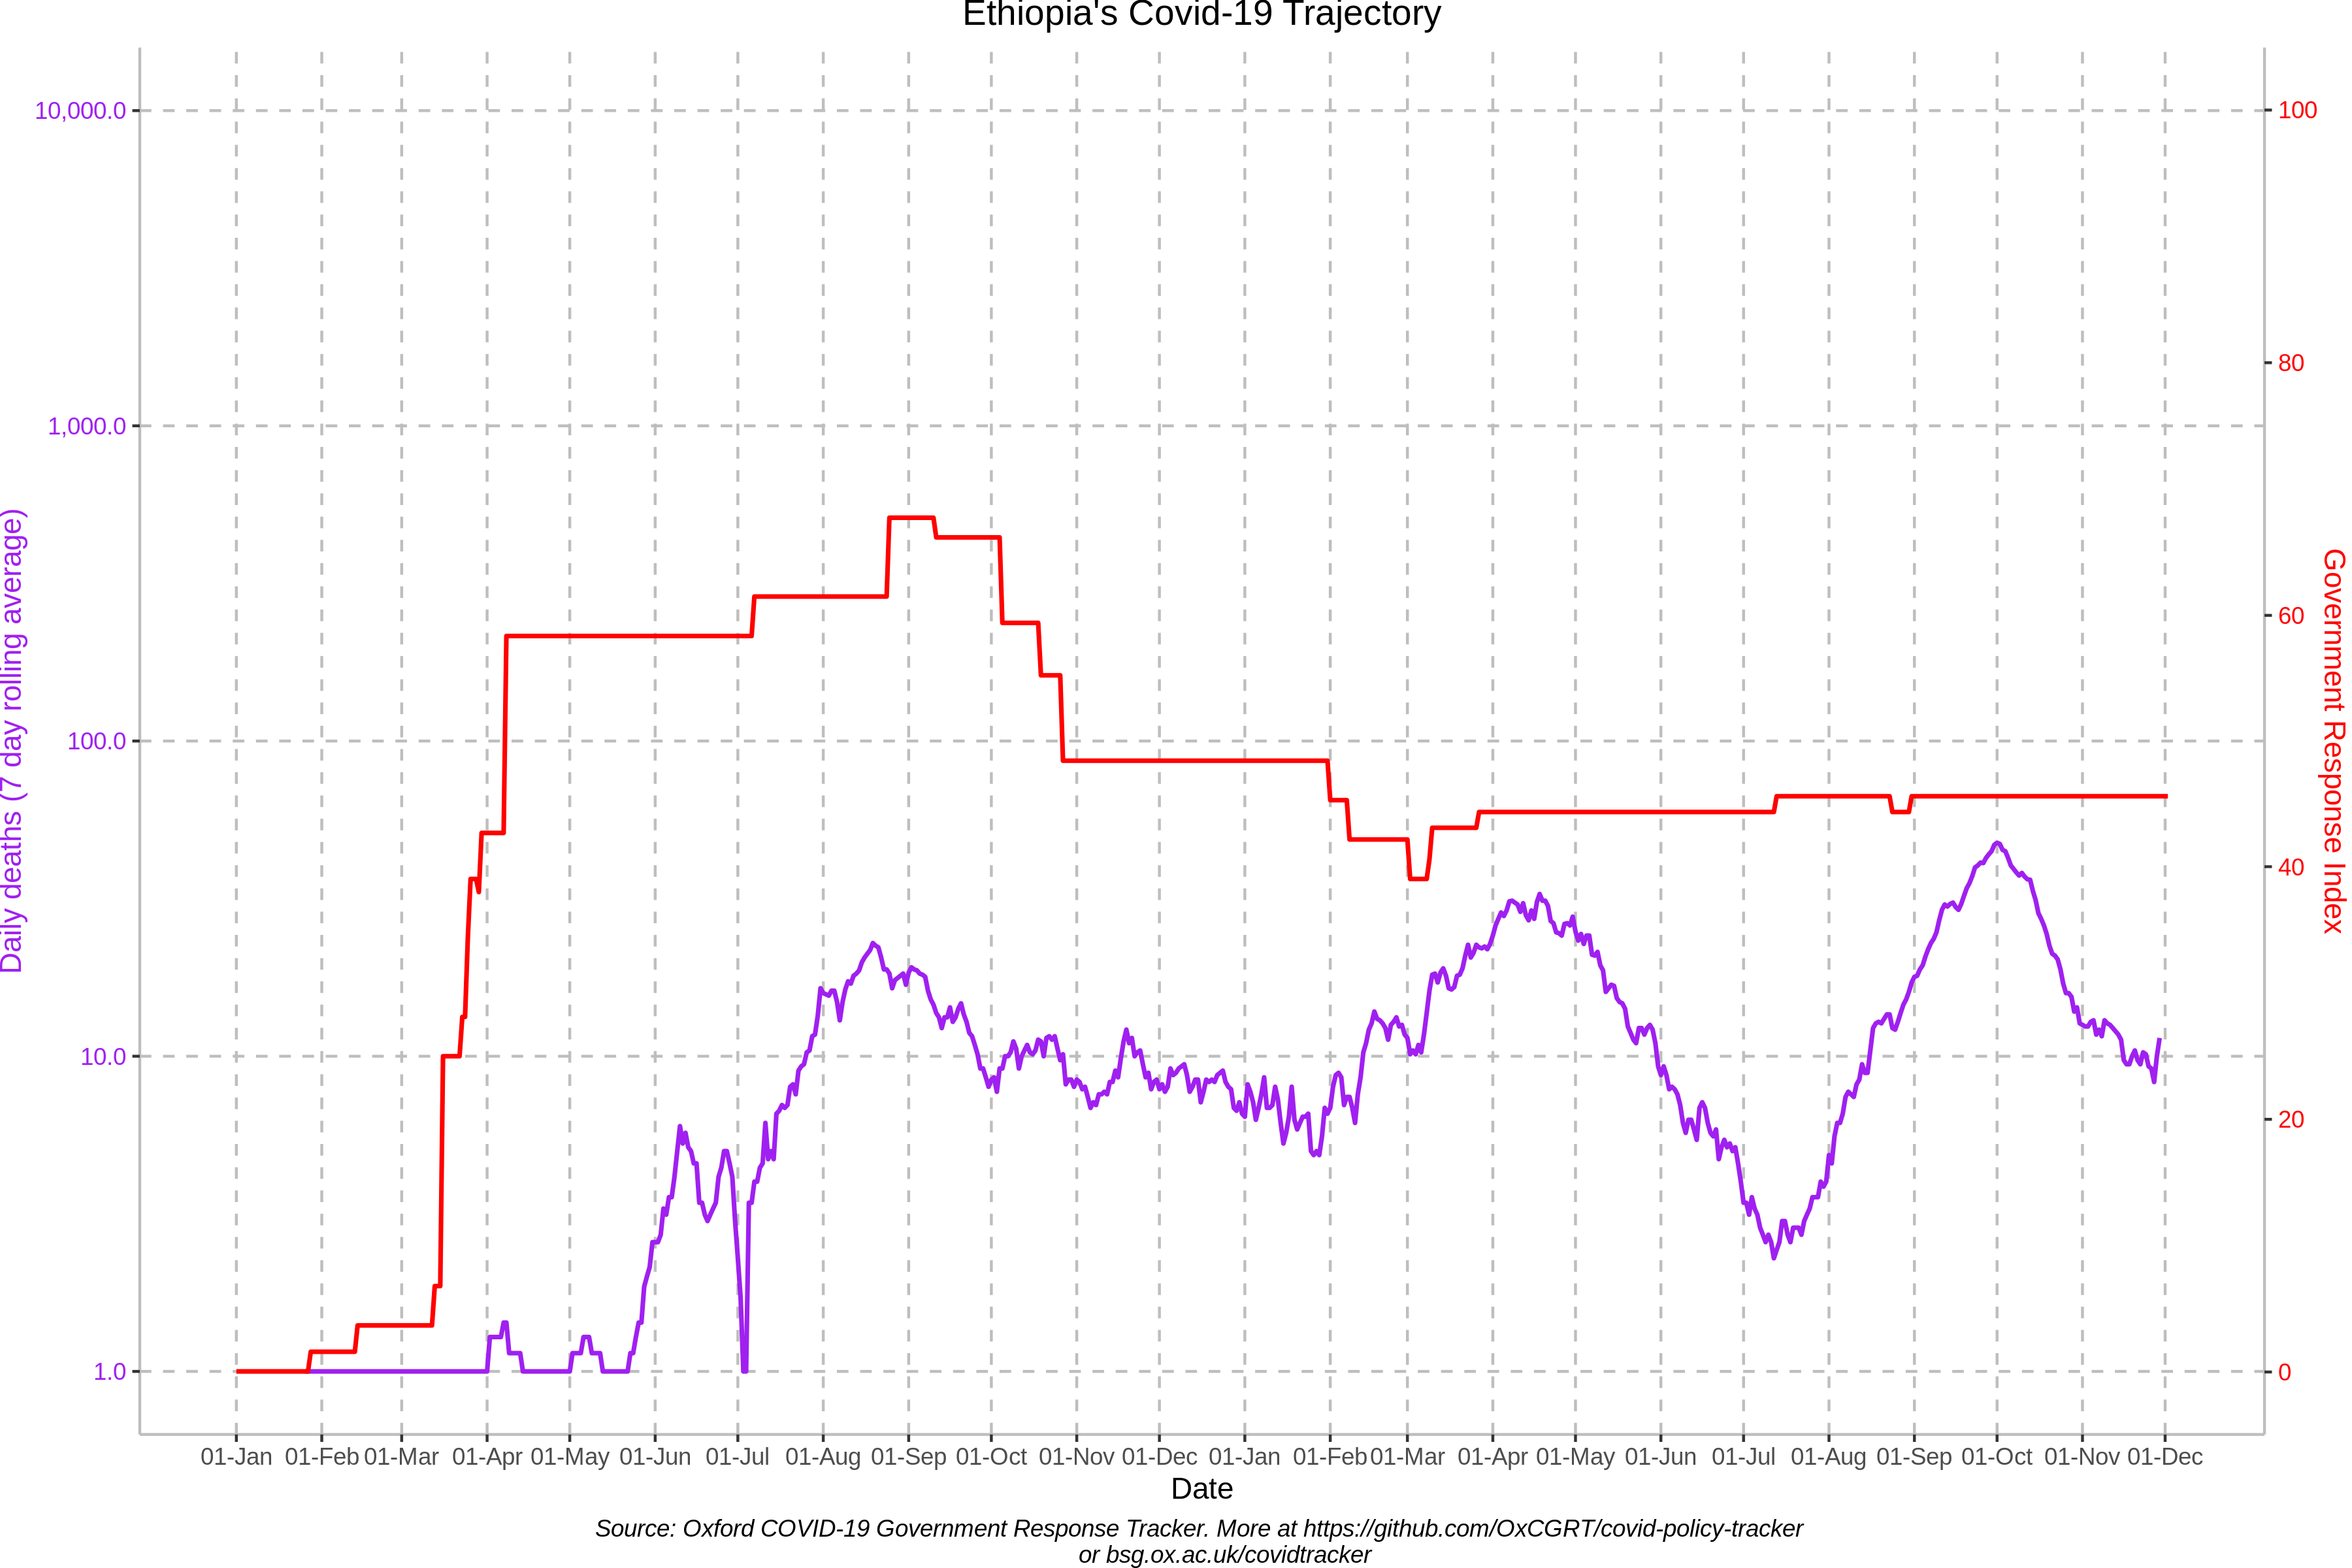 Ethiopia's Covid-19 Trajectory
10,000.0
1,000.0
100.0
10.0
1.0
Daily deaths (7 day rolling average)
100
80
60
40
20
0
Government Response Index
01-Jan 01-Feb 01-Mar 01-Apr 01-May 01-Jun 01-Jul 01-Aug 01-Sep 01-Oct 01-Nov 01-Dec 01-Jan 01-Feb 01-Mar 01-Apr 01-May 01-Jun 01-Jul 01-Aug 01-Sep 01-Oct 01-Nov 01-Dec
Date
Source: Oxford COVID-19 Government Response Tracker. More at https://github.com/OxCGRT/covid-policy-tracker
or bsg.ox.ac.uk/covidtracker